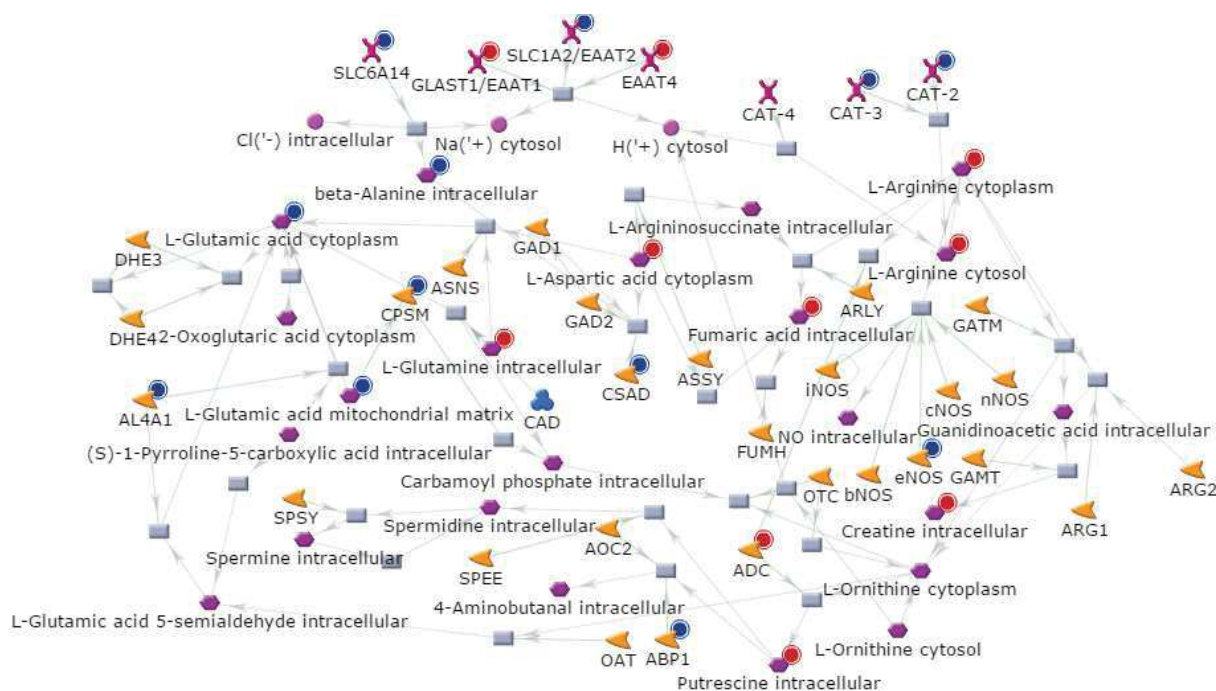 SLC6A14
GLAST1/EAAT1
SLC1A2/EAAT2
EAAT4
CAT-4
CAT-3
CAT-2
Cl('-) intracellular
Na('+) cytosol
H('+) cytosol
L-Arginine cytoplasm
beta-Alanine intracellular
L-Argininosuccinate intracellular
L-Glutamic acid cytoplasm
GAD1
DHE3
L-Aspartic acid cytoplasm
L-Arginine cytosol
ASNS
CPSM
GAD2
ARLY
GATM
DHE4
2-Oxoglutaric acid cytoplasm
Fumaric acid intracellular
L-Glutamine intracellular
CSAD
ASSY
iNOS
cNOS
nNOS
AL4A1
L-Glutamic acid mitochondrial matrix
CAD
NO intracellular
Guanidinoacetic acid intracellular
(S)-1-Pyrroline-5-carboxylic acid intracellular
FUMH
Carbamoyl phosphate intracellular
OTC
bNOS
eNOS
GAMT
ARG2
SPSY
Spermidine intracellular
Creatine intracellular
ARG1
Spermine intracellular
AOC2
SPEE
ADC
L-Ornithine cytoplasm
4-Aminobutanal intracellular
L-Glutamic acid 5-semialdehyde intracellular
OAT
ABP1
L-Ornithine cytosol
Putrescine intracellular